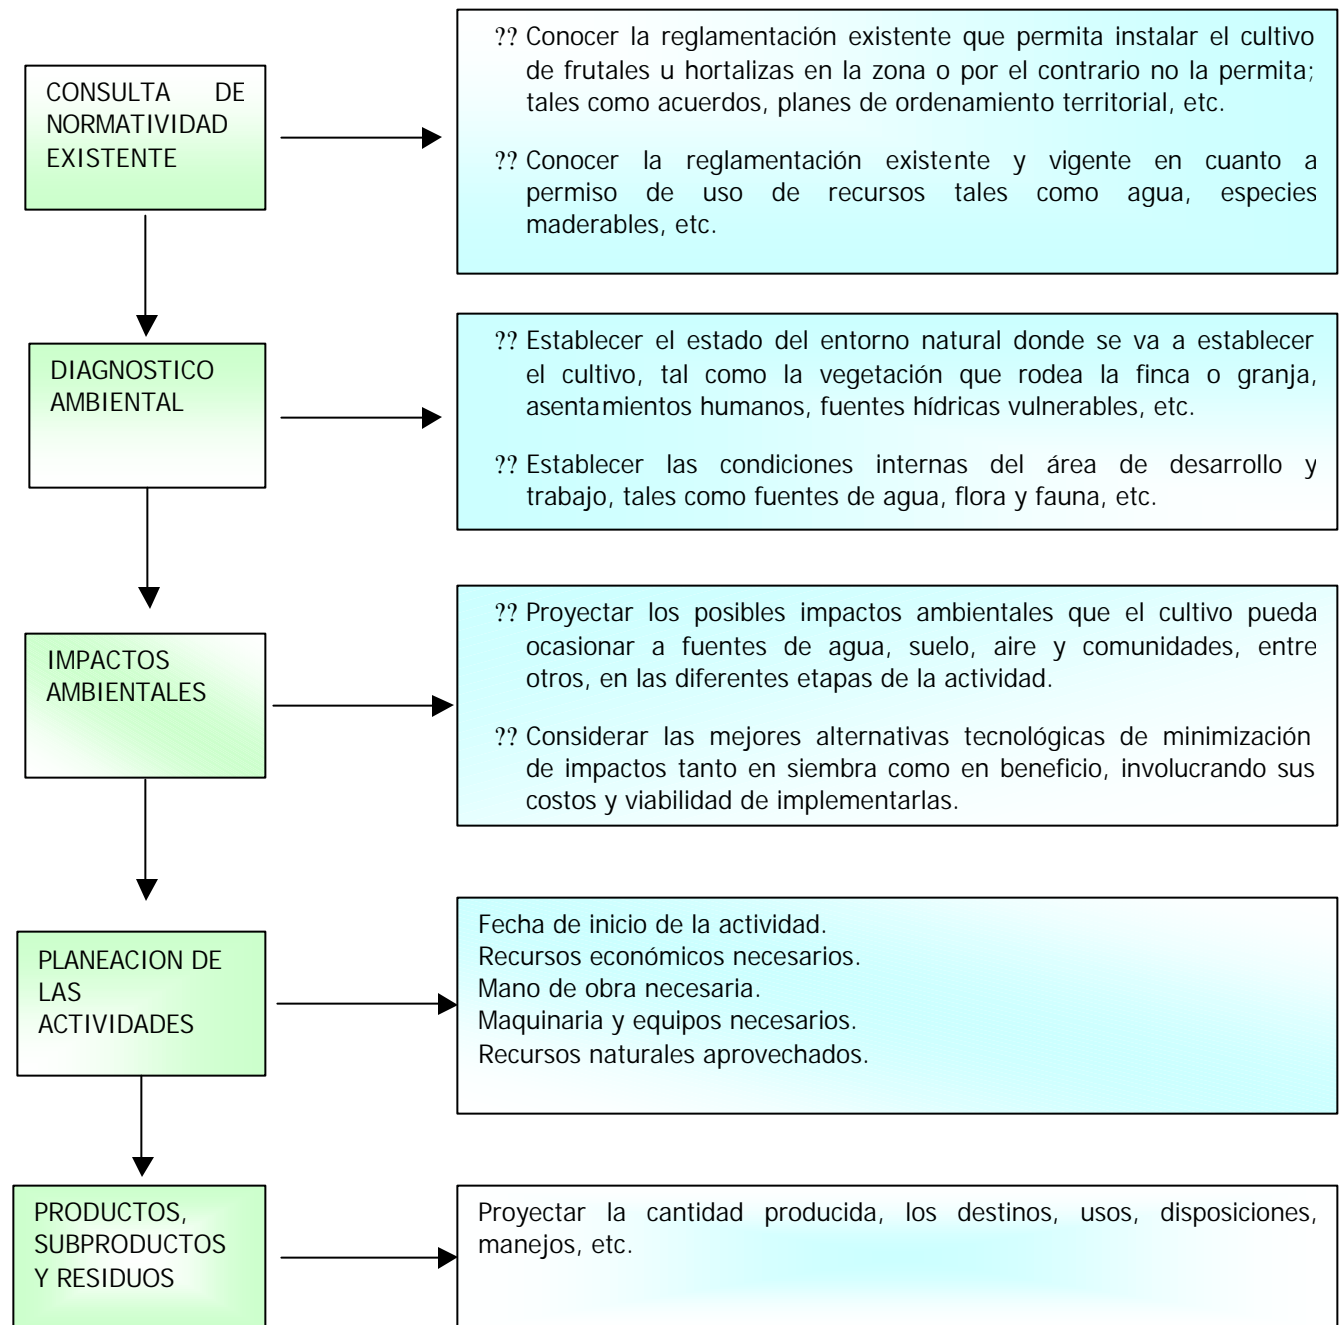 CONSULTA DE
NORMATIVIDAD
EXISTENTE
?? Conocer la reglamentación existente que permita instalar el cultivo
de frutales u hortalizas en la zona o por el contrario no la permita;
tales como acuerdos, planes de ordenamiento territorial, etc.
?? Conocer la reglamentación existente y vigente en cuanto a
permiso de uso de recursos tales como agua, especies
maderables, etc.
DIAGNOSTICO
AMBIENTAL
?? Establecer el estado del entorno natural donde se va a establecer
el cultivo, tal como la vegetación que rodea la finca o granja,
asentamientos humanos, fuentes hídricas vulnerables, etc.
?? Establecer las condiciones internas del área de desarrollo y
trabajo, tales como fuentes de agua, flora y fauna, etc.
IMPACTOS
AMBIENTALES
?? Proyectar los posibles impactos ambientales que el cultivo pueda
ocasionar a fuentes de agua, suelo, aire y comunidades, entre
otros, en las diferentes etapas de la actividad.
?? Considerar las mejores alternativas tecnológicas de minimización
de impactos tanto en siembra como en beneficio, involucrando sus
costos y viabilidad de implementarlas.
PLANEACION DE
LAS
ACTIVIDADES
Fecha de inicio de la actividad.
Recursos económicos necesarios.
Mano de obra necesaria.
Maquinaria y equipos necesarios.
Recursos naturales aprovechados.
PRODUCTOS,
SUBPRODUCTOS
Y RESIDUOS
Proyectar la cantidad producida, los destinos, usos, disposiciones,
manejos, etc.